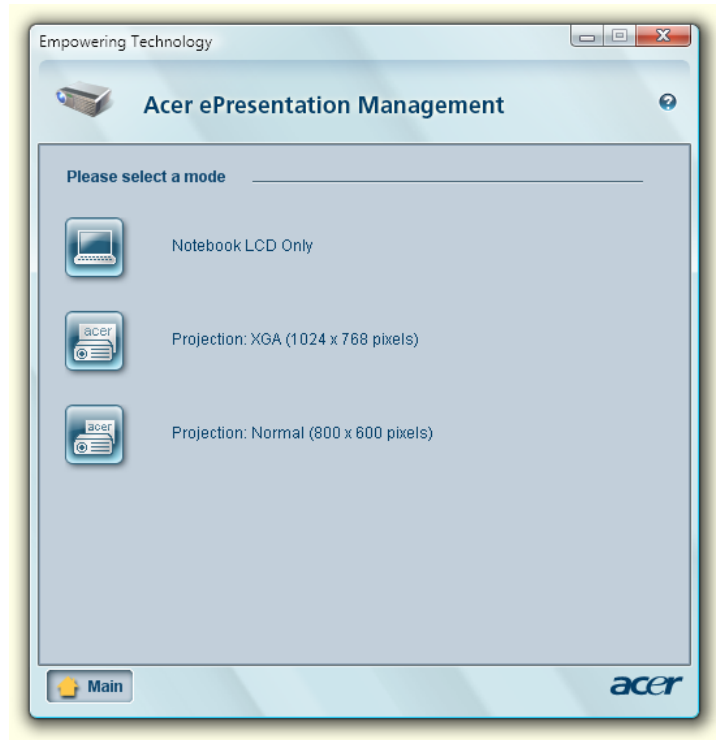 Empowering Technology
Acer ePresentation Management
?
Please select a mode
Notebook LCD Only
acer
Projection: XGA (1024 x 768 pixels)
acer
Projection: Normal (800 x 600 pixels)
Main
acer